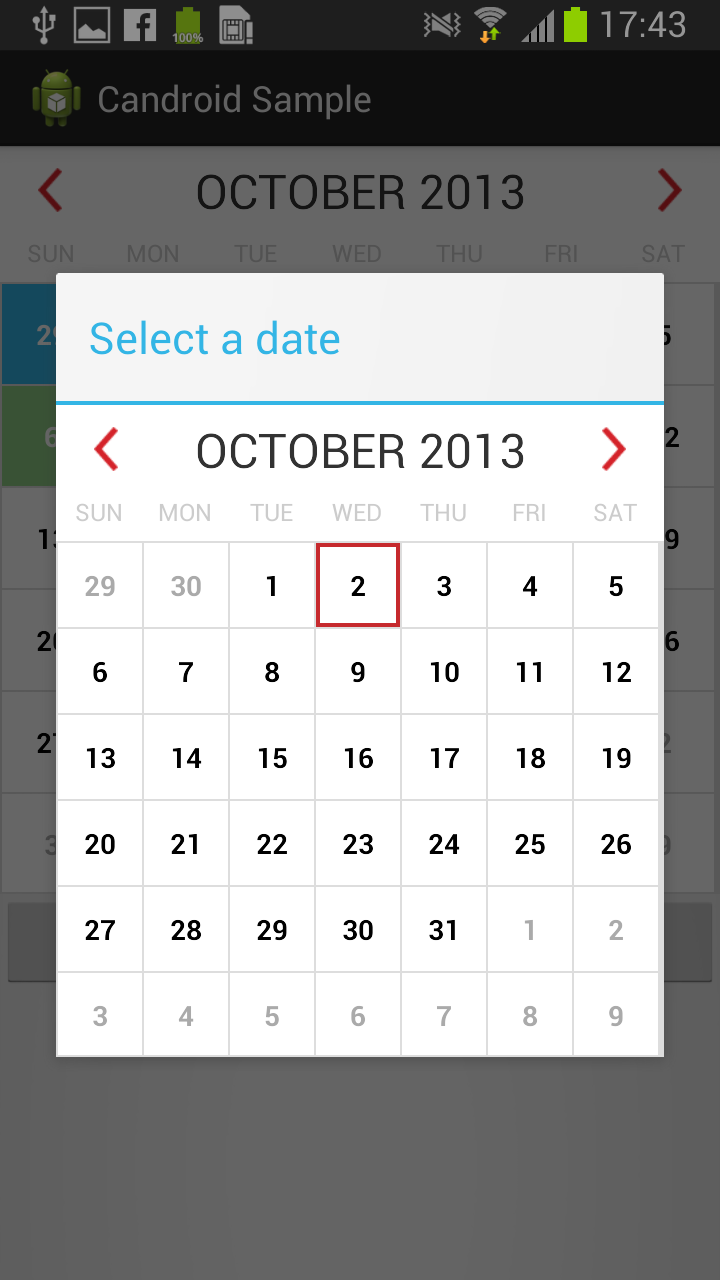 100%
17:43
Candroid Sample
OCTOBER 2013
SUN MON TUE WED THU FRI SAT
Select a date
OCTOBER 2013
SUN MON TUE WED THU FRI SAT
29 30 1 2 3 4 5
6 7 8 9 10 11 12
13 14 15 16 17 18 19
20 21 22 23 24 25 26
27 28 29 30 31 1 2
3 4 5 6 7 8 9